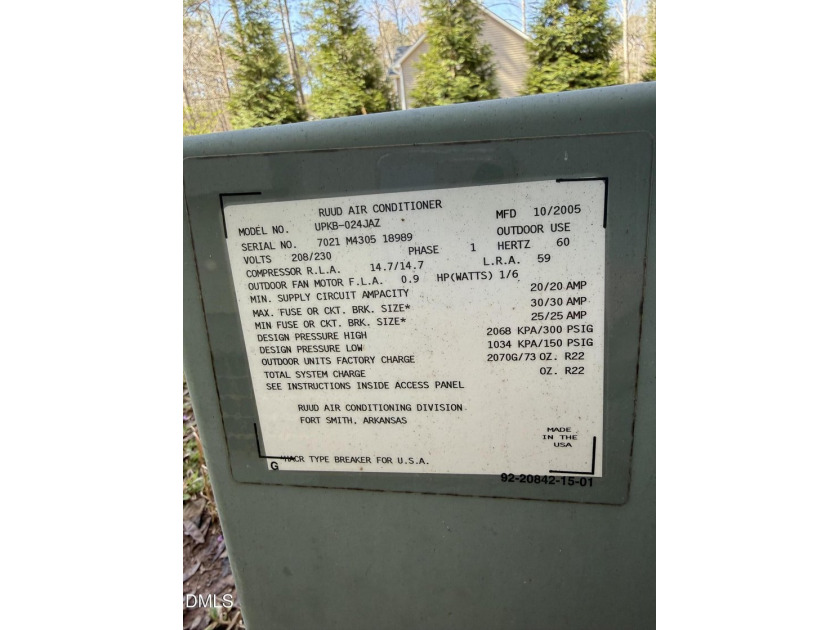 RUUD AIR CONDITIONER
MODEL NO. UPKB-024JAZ MFD 10/2005
SERIAL NO. 7021 M4305 18989 OUTDOOR USE
VOLTS 208/230 PHASE 1 HERTZ 60
COMPRESSOR R.L.A. 14.7/14.7 L.R.A. 59
OUTDOOR FAN MOTOR F.L.A. 0.9 HP(WATTS) 1/6
MIN. SUPPLY CIRCUIT AMPACITY 20/20 AMP
MAX. FUSE OR CKT. BRK. SIZE* 30/30 AMP
MIN FUSE OR CKT. BRK. SIZE* 25/25 AMP
DESIGN PRESSURE HIGH 2068 KPA/300 PSIG
DESIGN PRESSURE LOW 1034 KPA/150 PSIG
OUTDOOR UNITS FACTORY CHARGE 2070G/73 OZ. R22
TOTAL SYSTEM CHARGE OZ. R22
SEE INSTRUCTIONS INSIDE ACCESS PANEL
RUUD AIR CONDITIONING DIVISION
FORT SMITH, ARKANSAS
MADE
IN THE
USA
*HACR TYPE BREAKER FOR U.S.A.
G
92-20842-15-01
DMLS